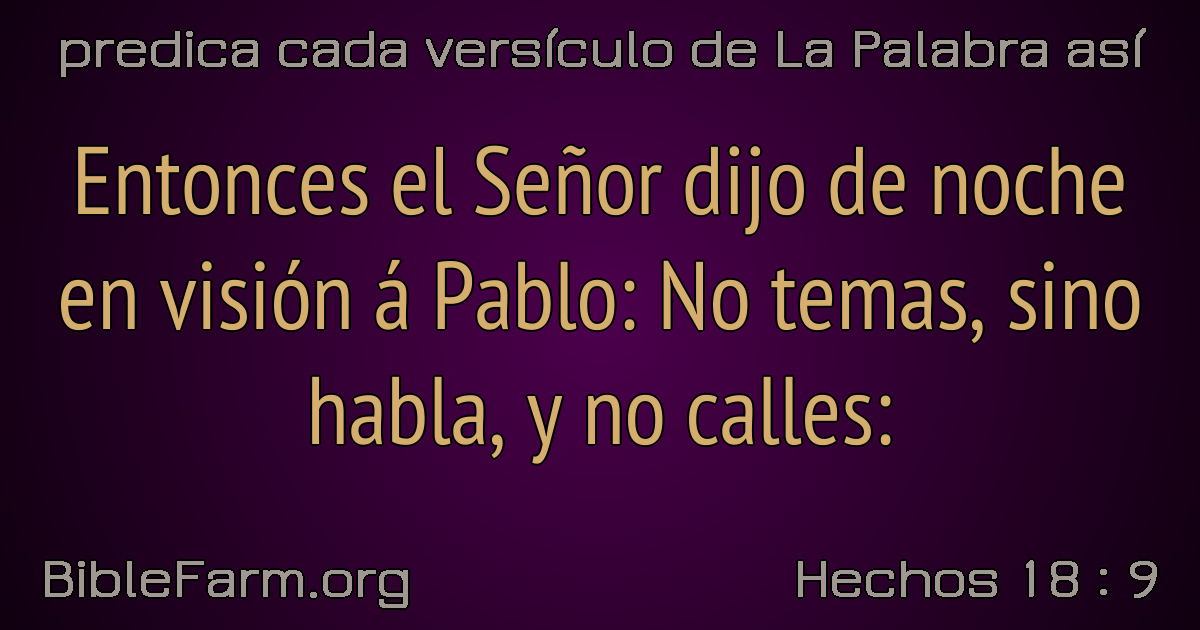 predica cada versículo de La Palabra así
Entonces el Señor dijo de noche
en visión á Pablo: No temas, sino
habla, y no calles:
BibleFarm.org
Hechos 18 : 9